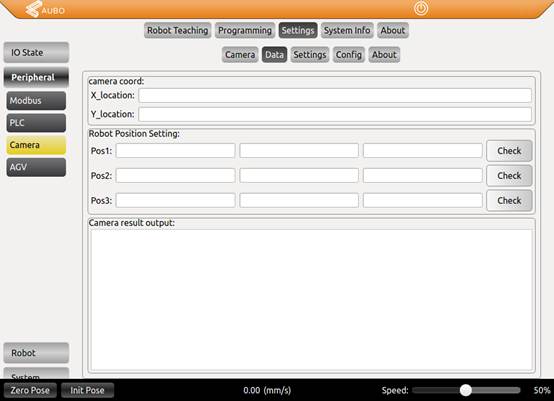 AUBO
Robot Teaching Programming Settings System Info About
IO State
Camera Data Settings Config About
Peripheral
Modbus
PLC
Camera
AGV
camera coord:
X_location:
Y_location:
Robot Position Setting:
Pos1: Check
Pos2: Check
Pos3: Check
Camera result output:
Robot
System
Zero Pose Init Pose 0.00 (mm/s) Speed: 50%